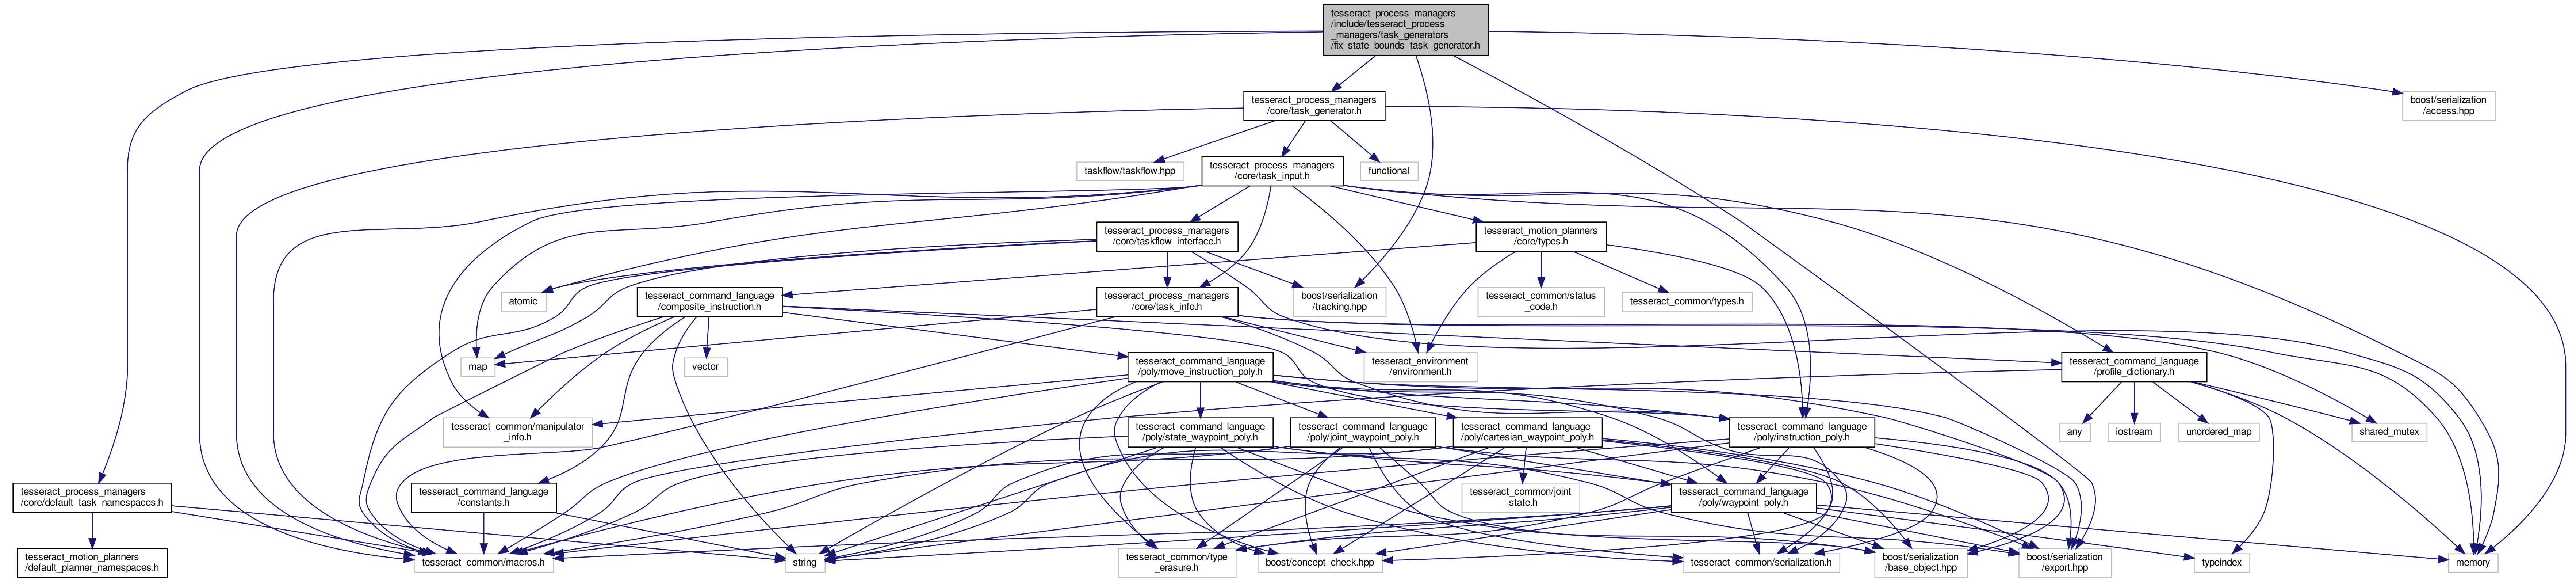 tesseract_process_managers
/include/tesseract_process
_managers/task_generators
/fix_state_bounds_task_generator.h
tesseract_process_managers
/core/task_generator.h
boost/serialization
/access.hpp
taskflow/taskflow.hpp
tesseract_process_managers
/core/task_input.h
functional
tesseract_process_managers
/core/taskflow_interface.h
tesseract_motion_planners
/core/types.h
atomic
tesseract_command_language
/composite_instruction.h
tesseract_process_managers
/core/task_info.h
boost/serialization
/tracking.hpp
tesseract_common/status
_code.h
tesseract_common/types.h
map
vector
tesseract_command_language
/poly/move_instruction_poly.h
tesseract_environment
/environment.h
tesseract_command_language
/profile_dictionary.h
tesseract_common/manipulator
_info.h
tesseract_command_language
/poly/state_waypoint_poly.h
tesseract_command_language
/poly/joint_waypoint_poly.h
tesseract_command_language
/poly/cartesian_waypoint_poly.h
tesseract_command_language
/poly/instruction_poly.h
any
iostream
unordered_map
shared_mutex
tesseract_process_managers
/core/default_task_namespaces.h
tesseract_command_language
/constants.h
tesseract_common/joint
_state.h
tesseract_command_language
/poly/waypoint_poly.h
tesseract_motion_planners
/default_planner_namespaces.h
tesseract_common/macros.h
string
tesseract_common/type
_erasure.h
boost/concept_check.hpp
tesseract_common/serialization.h
boost/serialization
/base_object.hpp
boost/serialization
/export.hpp
typeindex
memory